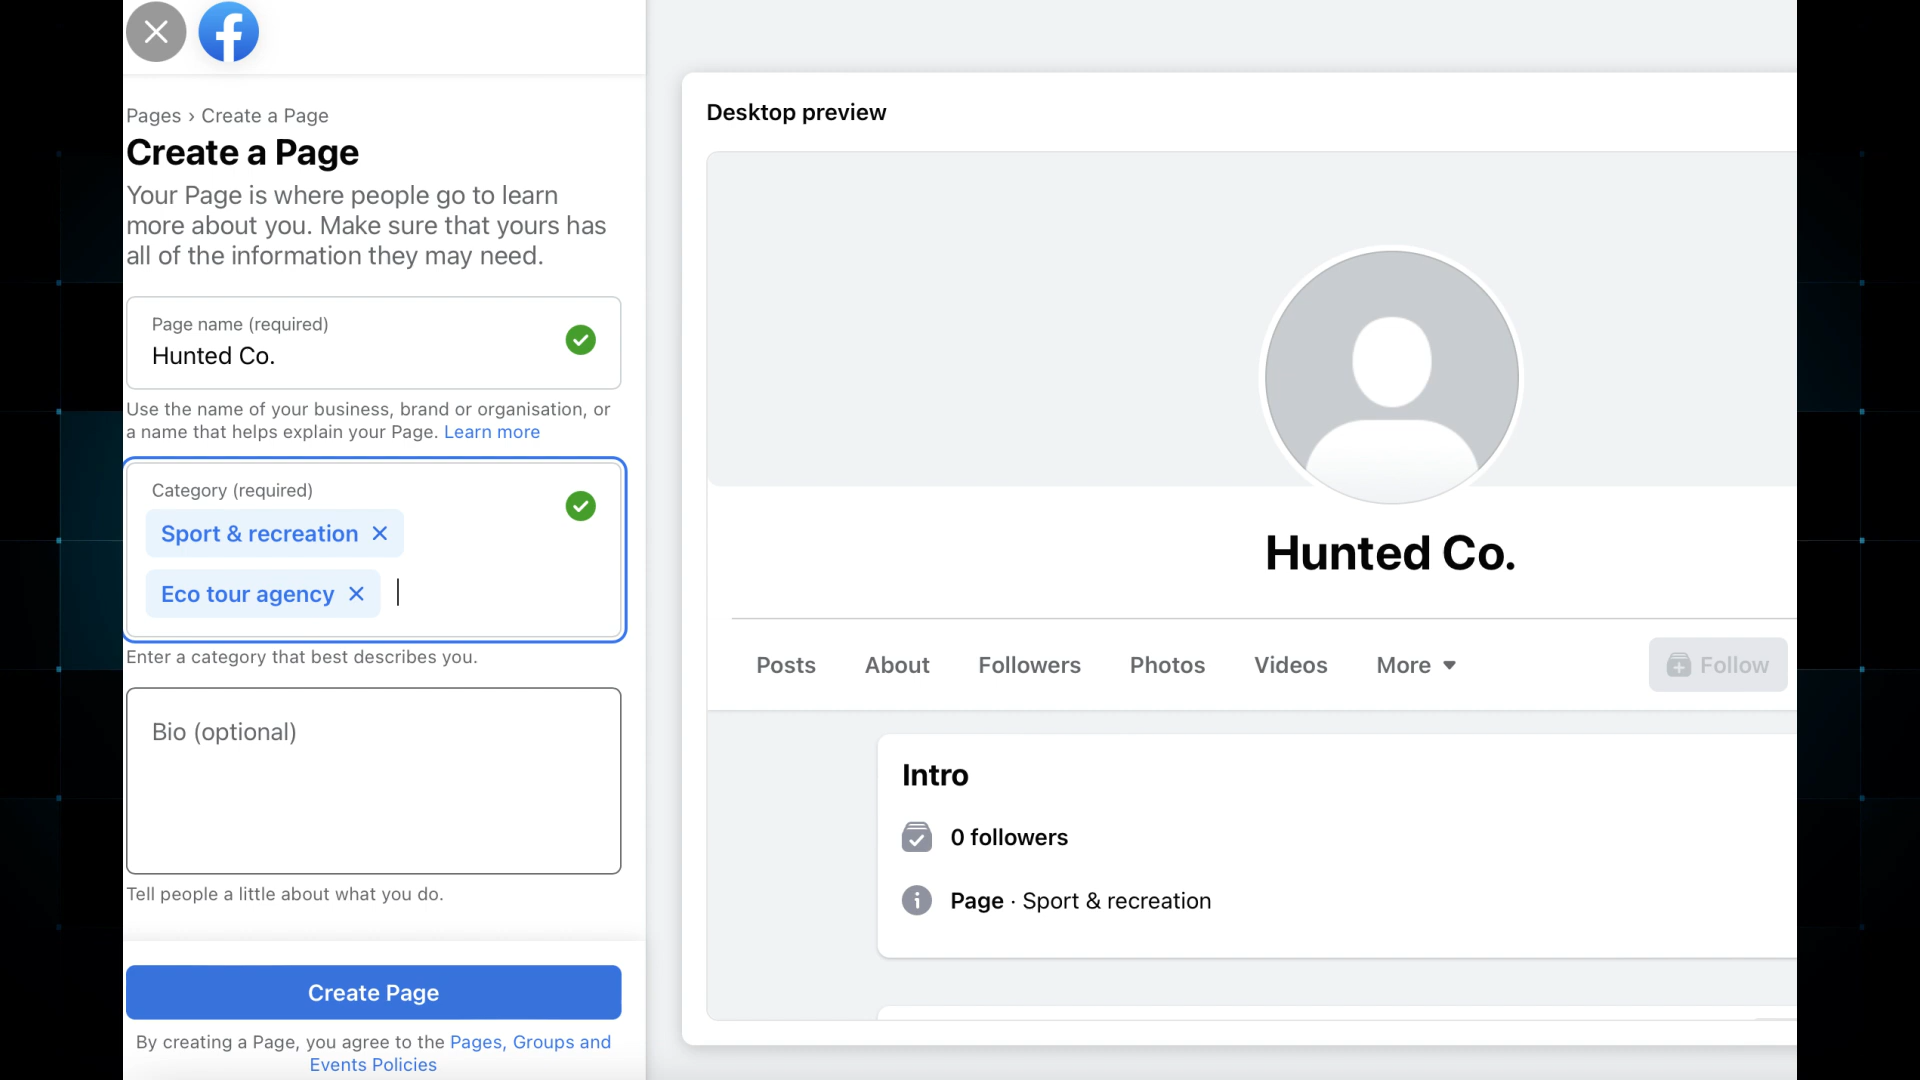 Pages › Create a Page
Create a Page
Your Page is where people go to learn
more about you. Make sure that yours has
all of the information they may need.
Page name (required)
Hunted Co.
Use the name of your business, brand or organisation, or
a name that helps explain your Page. Learn more
Category (required)
Sport & recreation
Eco tour agency
Enter a category that best describes you.
Bio (optional)
Tell people a little about what you do.
Create Page
By creating a Page, you agree to the Pages, Groups and
Events Policies
Desktop preview
Hunted Co.
Posts About Followers Photos Videos More Follow
Intro
0 followers
Page · Sport & recreation